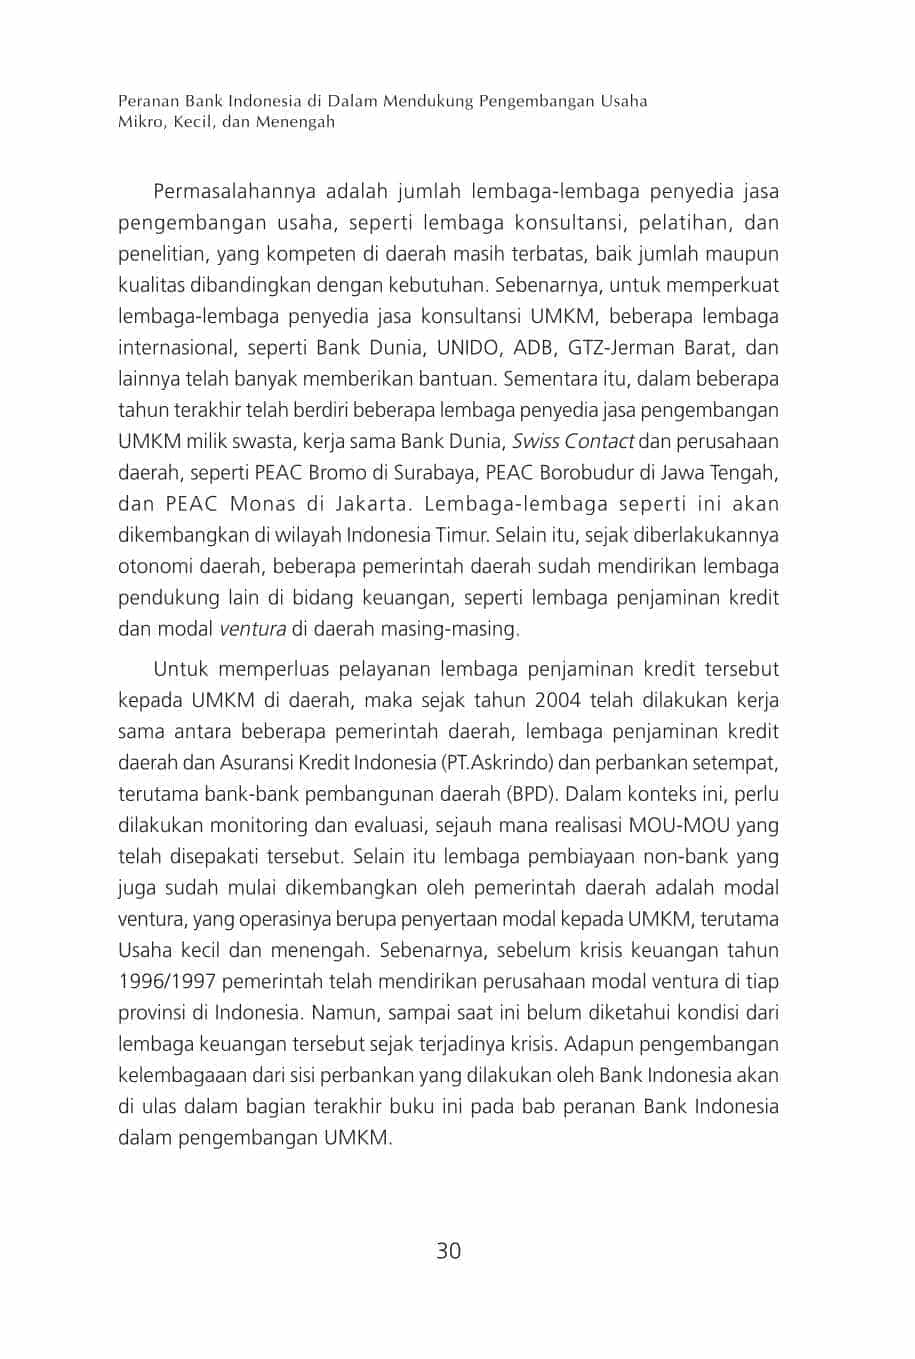 Peranan Bank Indonesia di Dalam Mendukung Pengembangan Usaha
Mikro, Kecil, dan Menengah
Permasalahannya adalah jumlah lembaga-lembaga penyedia jasa
pengembangan usaha, seperti lembaga konsultansi, pelatihan, dan
penelitian, yang kompeten di daerah masih terbatas, baik jumlah maupun
kualitas dibandingkan dengan kebutuhan. Sebenarnya, untuk memperkuat
lembaga-lembaga penyedia jasa konsultansi UMKM, beberapa lembaga
internasional, seperti Bank Dunia, UNIDO, ADB, GTZ-Jerman Barat, dan
lainnya telah banyak memberikan bantuan. Sementara itu, dalam beberapa
tahun terakhir telah berdiri beberapa lembaga penyedia jasa pengembangan
UMKM milik swasta, kerja sama Bank Dunia, Swiss Contact dan perusahaan
daerah, seperti PEAC Bromo di Surabaya, PEAC Borobudur di Jawa Tengah,
dan PEAC Monas di Jakarta. Lembaga-lembaga seperti ini akan
dikembangkan di wilayah Indonesia Timur. Selain itu, sejak diberlakukannya
otonomi daerah, beberapa pemerintah daerah sudah mendirikan lembaga
pendukung lain di bidang keuangan, seperti lembaga penjaminan kredit
dan modal ventura di daerah masing-masing.
Untuk memperluas pelayanan lembaga penjaminan kredit tersebut
kepada UMKM di daerah, maka sejak tahun 2004 telah dilakukan kerja
sama antara beberapa pemerintah daerah, lembaga penjaminan kredit
daerah dan Asuransi Kredit Indonesia (PT.Askrindo) dan perbankan setempat,
terutama bank-bank pembangunan daerah (BPD). Dalam konteks ini, perlu
dilakukan monitoring dan evaluasi, sejauh mana realisasi MOU-MOU yang
telah disepakati tersebut. Selain itu lembaga pembiayaan non-bank yang
juga sudah mulai dikembangkan oleh pemerintah daerah adalah modal
ventura, yang operasinya berupa penyertaan modal kepada UMKM, terutama
Usaha kecil dan menengah. Sebenarnya, sebelum krisis keuangan tahun
1996/1997 pemerintah telah mendirikan perusahaan modal ventura di tiap
provinsi di Indonesia. Namun, sampai saat ini belum diketahui kondisi dari
lembaga keuangan tersebut sejak terjadinya krisis. Adapun pengembangan
kelembagaaan dari sisi perbankan yang dilakukan oleh Bank Indonesia akan
di ulas dalam bagian terakhir buku ini pada bab peranan Bank Indonesia
dalam pengembangan UMKM.
30